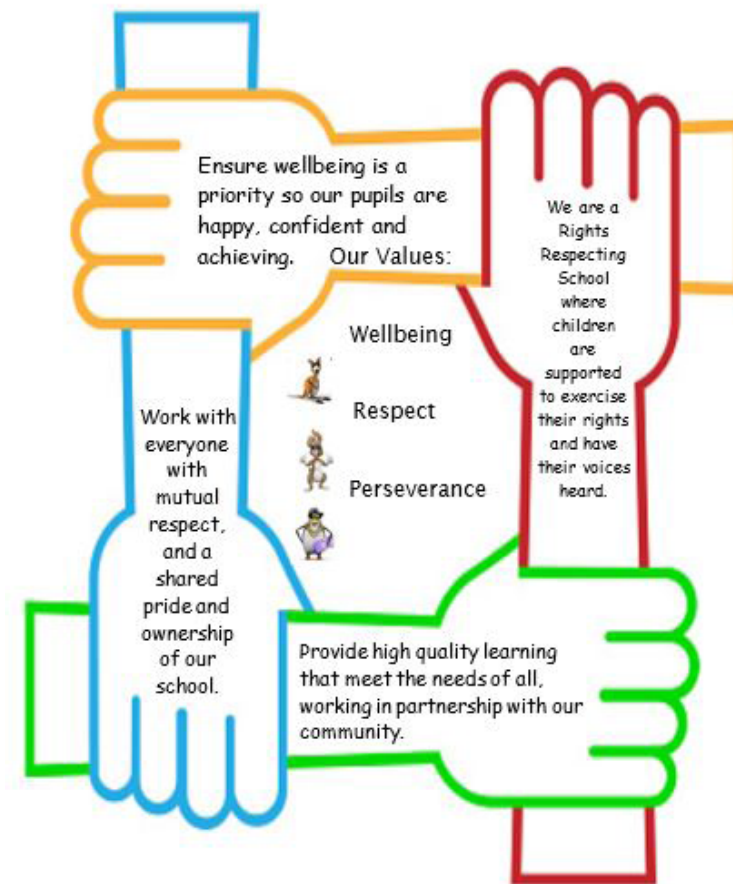 Ensure wellbeing is a
priority so our pupils are
happy, confident and
achieving.
Our Values:
Wellbeing
Respect
Perseverance
We are a
Rights
Respecting
School
where
children
are
supported
to exercise
their rights
and have
their voices
heard.
Work with
everyone
with
mutual
respect,
and a
shared
pride and
ownership
of our
school.
Provide high quality learning
that meet the needs of all,
working in partnership with our
community.